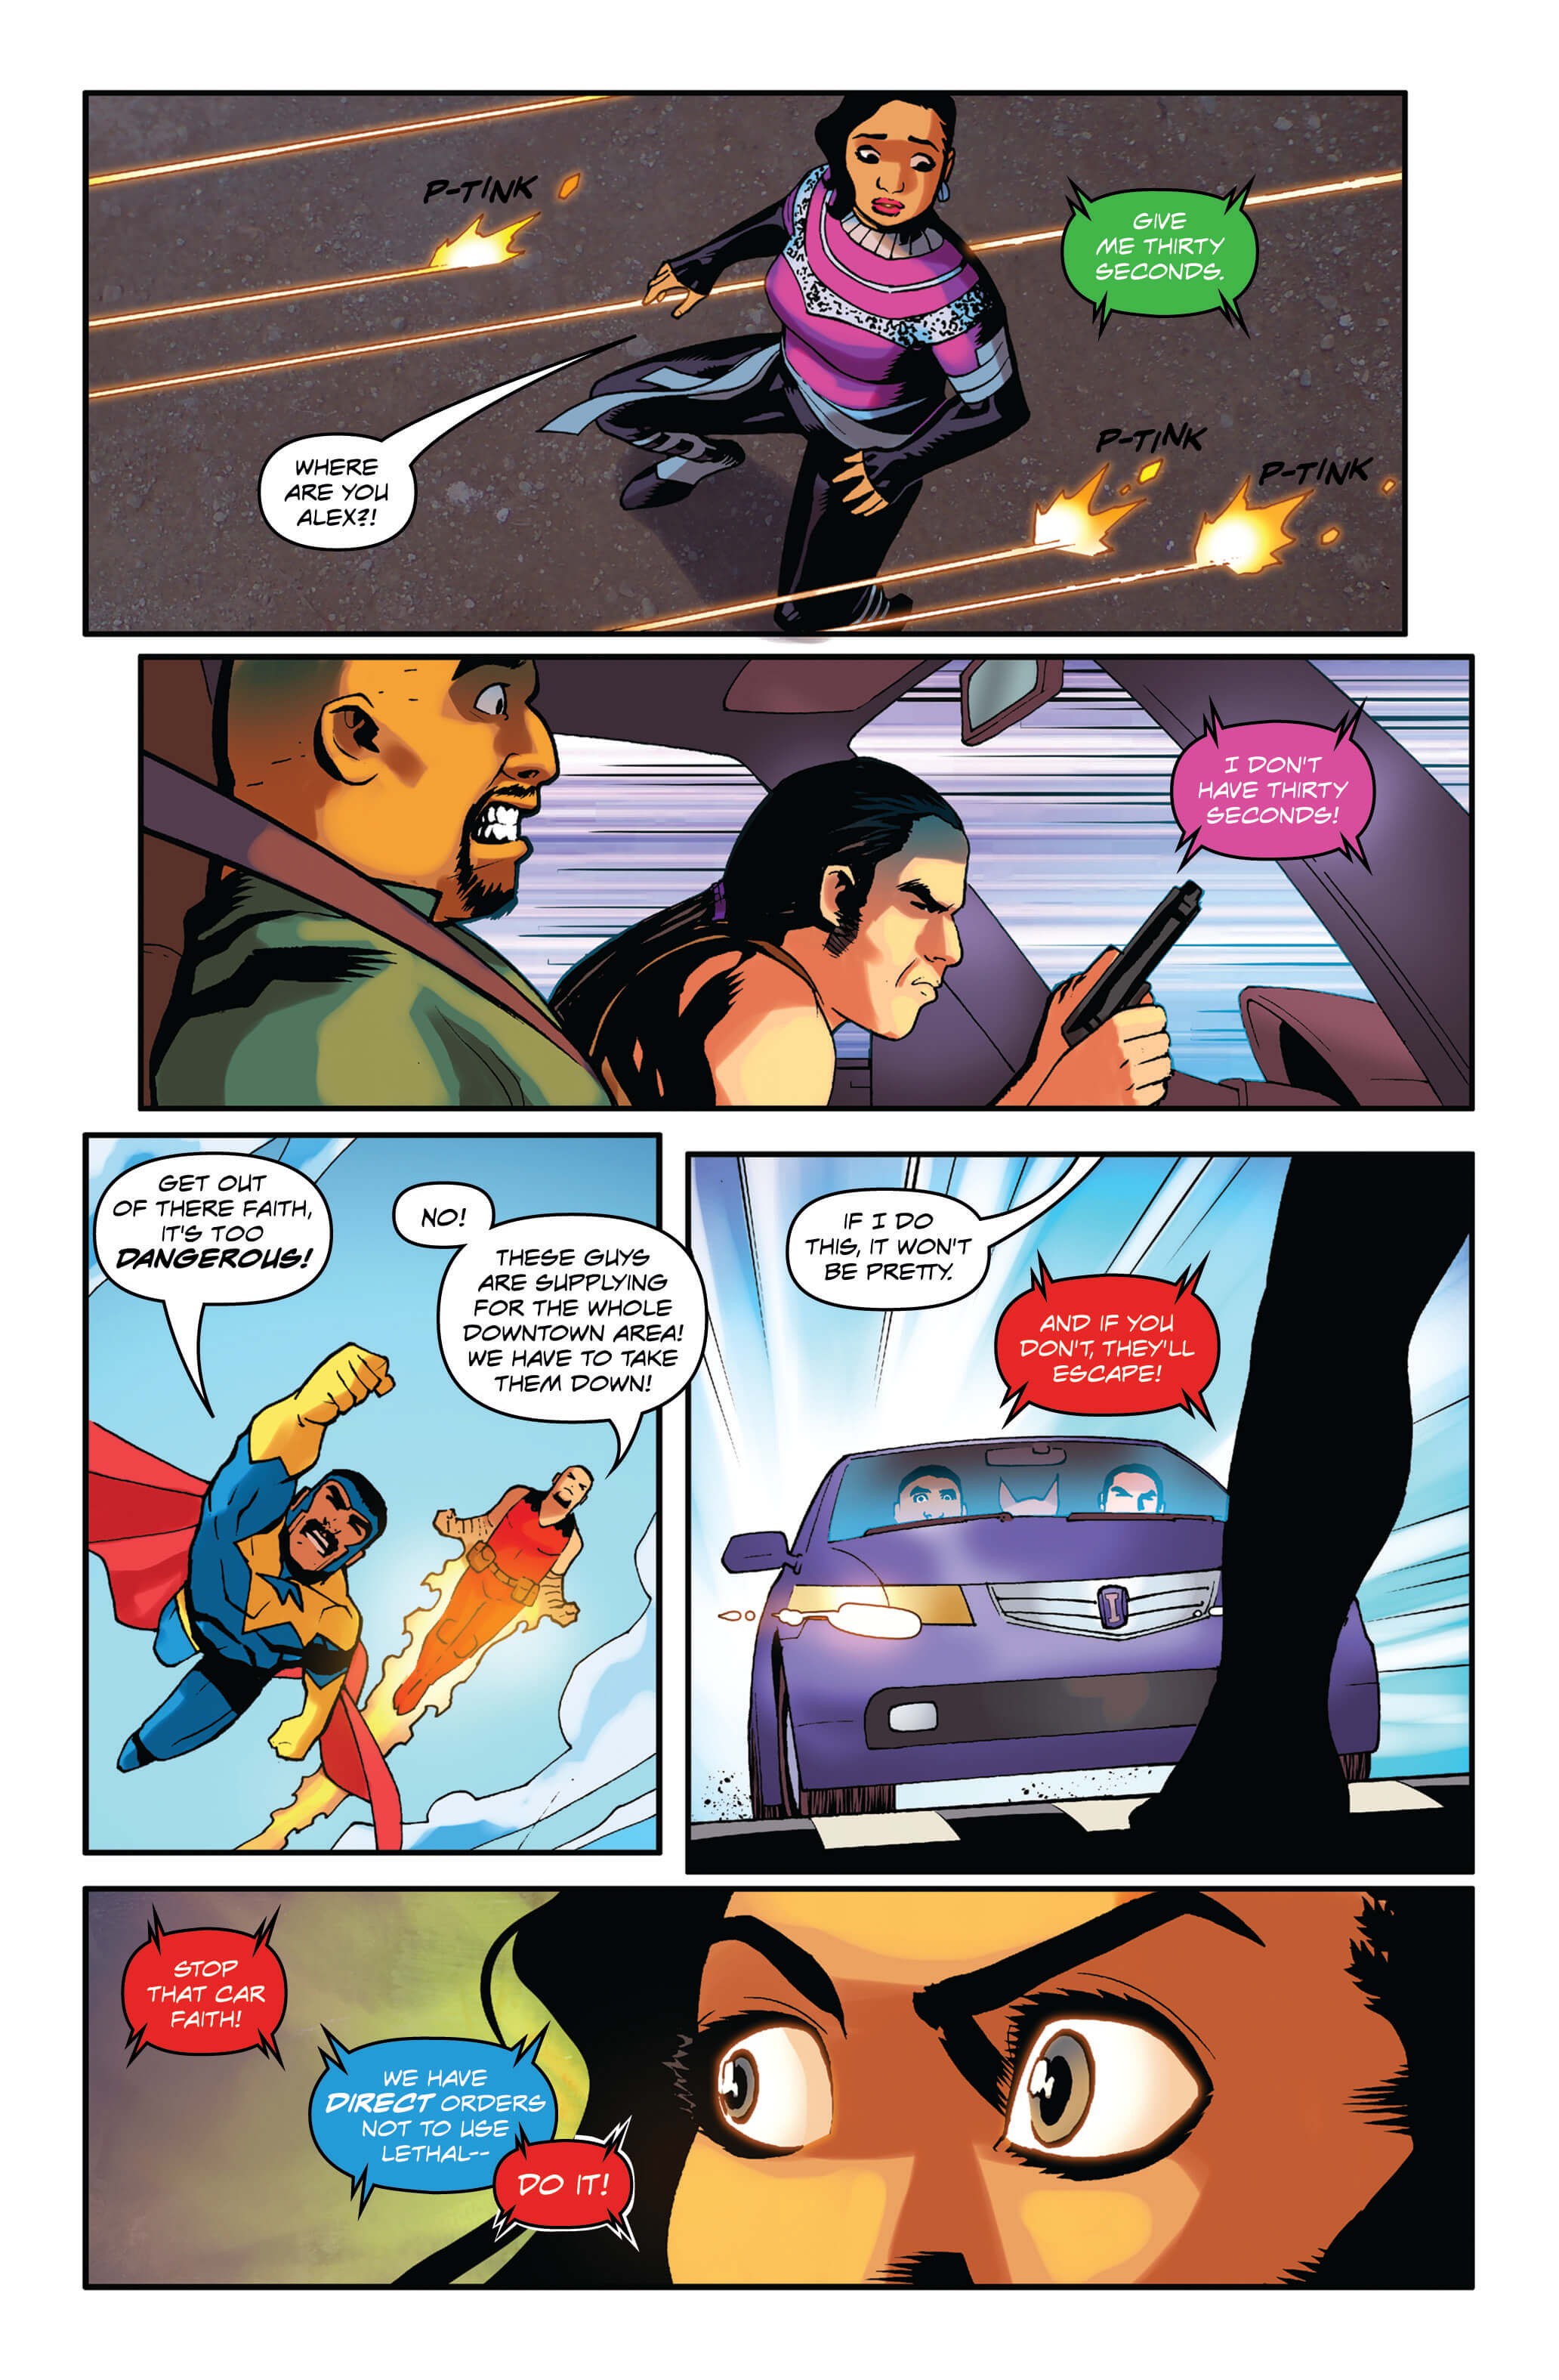 P-TINK
GIVE
ME THIRTY
SECONDS.
WHERE
ARE YOU
ALEX?!
P-TINK
P-TINK
I DON'T
HAVE THIRTY
SECONDS!
GET OUT
OF THERE FAITH,
IT'S TOO
DANGEROUS!
NO!
THESE GUYS
ARE SUPPLYING
FOR THE WHOLE
DOWNTOWN AREA!
WE HAVE TO TAKE
THEM DOWN!
IF I DO
THIS, IT WON'T
BE PRETTY.
AND IF YOU
DON'T, THEY'LL
ESCAPE!
I
STOP
THAT CAR
FAITH!
WE HAVE
DIRECT ORDERS
NOT TO USE
LETHAL--
DO IT!